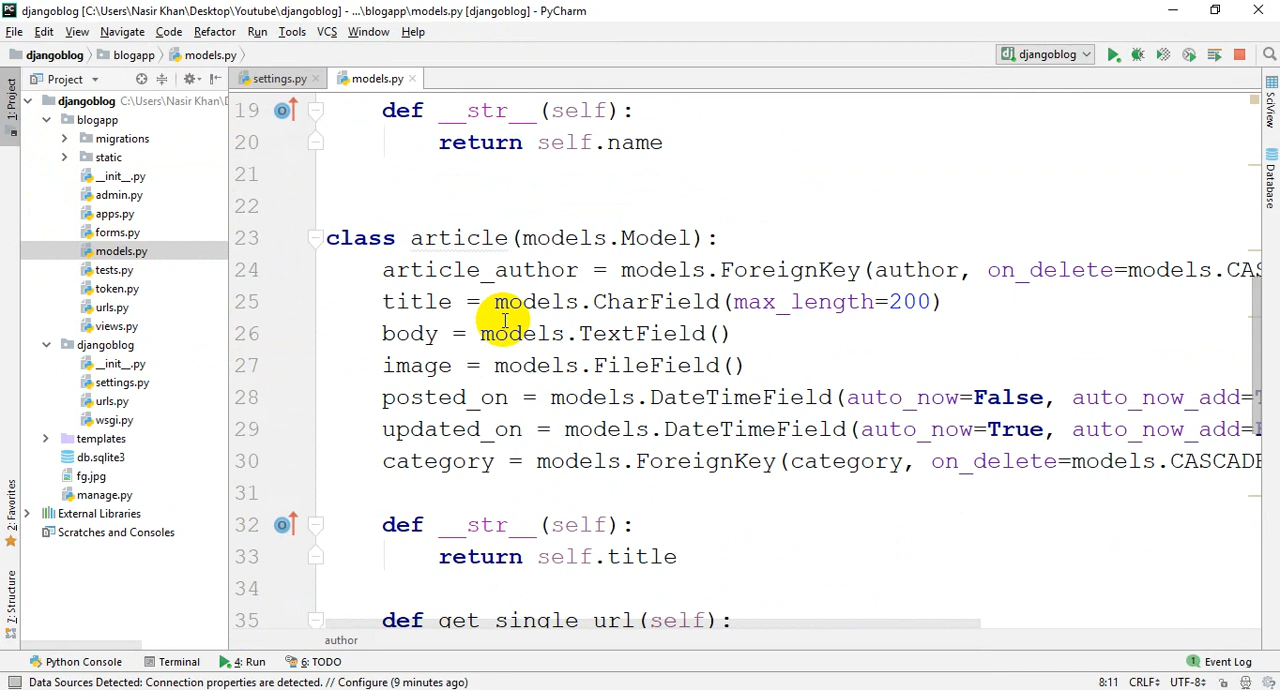 djangoblog [C:\Users\Nasir Khan\Desktop\Youtube\djangoblog] - ...\blogapp\models.py [djangoblog] - PyCharm
File Edit View Navigate Code Refactor Run Tools VCS Window Help
djangoblog blogapp models.py djangoblog
Project settings.py models.py
1: Project
djangoblog C:\Users\Nasir Khan\D
blogapp
migrations
static
__init__.py
admin.py
apps.py
forms.py
models.py
tests.py
token.py
urls.py
views.py
djangoblog
__init__.py
settings.py
urls.py
wsgi.py
templates
db.sqlite3
fg.jpg
manage.py
External Libraries
Scratches and Consoles
2: Favorites
Z: Structure
19 def __str__(self):
20 return self.name
21
22
23 class article(models.Model):
24 article_author = models.ForeignKey(author, on_delete=models.CAS
25 title = models.CharField(max_length=200)
26 body = models.TextField()
27 image = models.FileField()
28 posted_on = models.DateTimeField(auto_now=False, auto_now_add=T
29 updated_on = models.DateTimeField(auto_now=True, auto_now_add=
30 category = models.ForeignKey(category, on_delete=models.CASCADE
31
32 def __str__(self):
33 return self.title
34
35 def get_single_url(self):
author
SciView
Database
Python Console Terminal 4: Run 6: TODO 1 Event Log
Data Sources Detected: Connection properties are detected. // Configure (9 minutes ago) 8:11 CRLF UTF-8